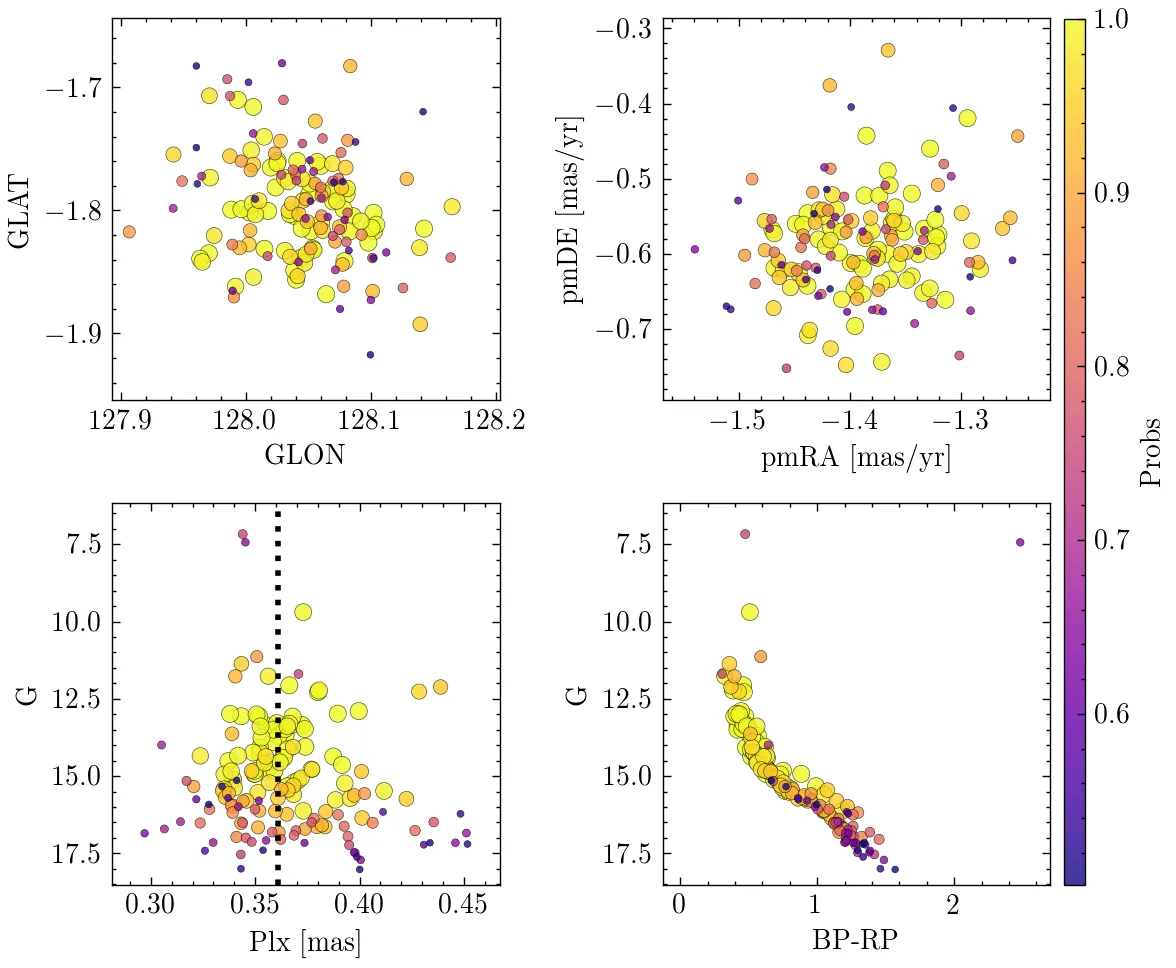 −1.7
−1.8
−1.9
GLAT
127.9 128.0 128.1 128.2
GLON
−0.3
−0.4
−0.5
−0.6
−0.7
pmDE [mas/yr]
−1.5 −1.4 −1.3
pmRA [mas/yr]
1.0
0.9
0.8
0.7
0.6
Probs
7.5
10.0
12.5
15.0
17.5
G
0.30 0.35 0.40 0.45
Plx [mas]
7.5
10.0
12.5
15.0
17.5
G
0 1 2
BP-RP